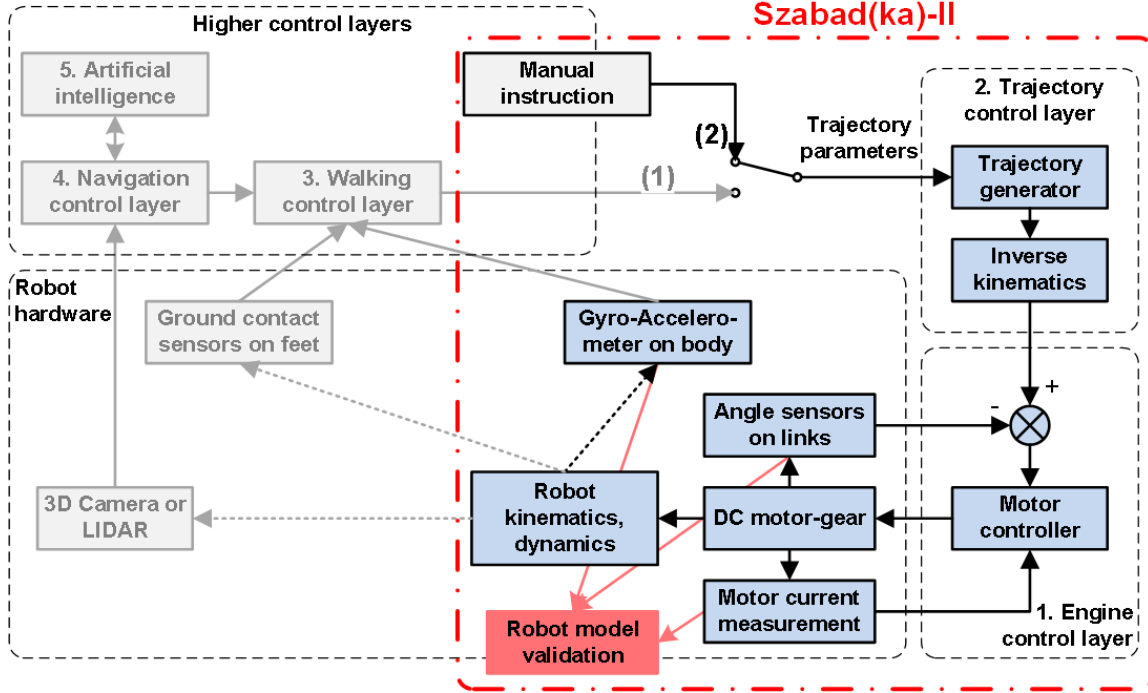 Szabad(ka)-II
Higher control layers
5. Artificial
intelligence
Manual
instruction
2. Trajectory
control layer
(2)
Trajectory
parameters
4. Navigation
control layer
3. Walking
control layer
(1)
Trajectory
generator
Inverse
kinematics
Robot
hardware
Ground contact
sensors on feet
Gyro-Accelero-
meter on body
+
-
Angle sensors
on links
3D Camera or
LIDAR
Robot
kinematics,
dynamics
DC motor-gear
Motor
controller
Motor current
measurement
1. Engine
control layer
Robot model
validation